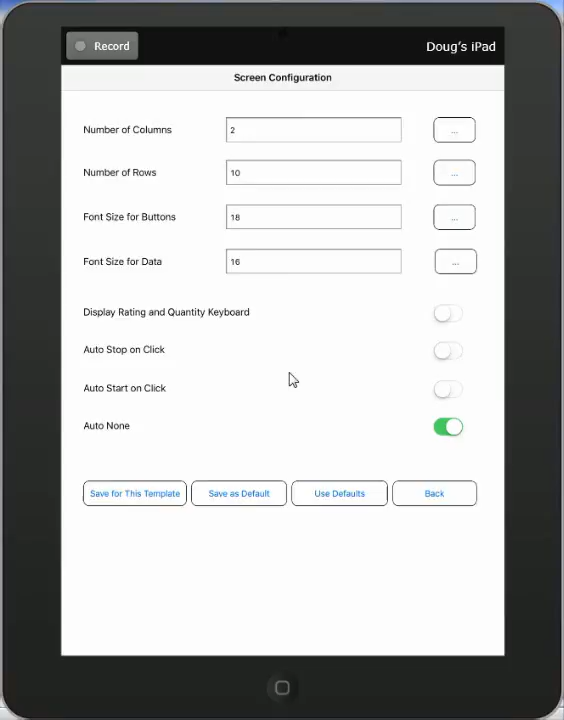 Record
Doug's iPad
Screen Configuration
Number of Columns 2 ...
Number of Rows 10 ...
Font Size for Buttons 18 ...
Font Size for Data 16 ...
Display Rating and Quantity Keyboard
Auto Stop on Click
Auto Start on Click
Auto None
Save for This Template Save as Default Use Defaults Back